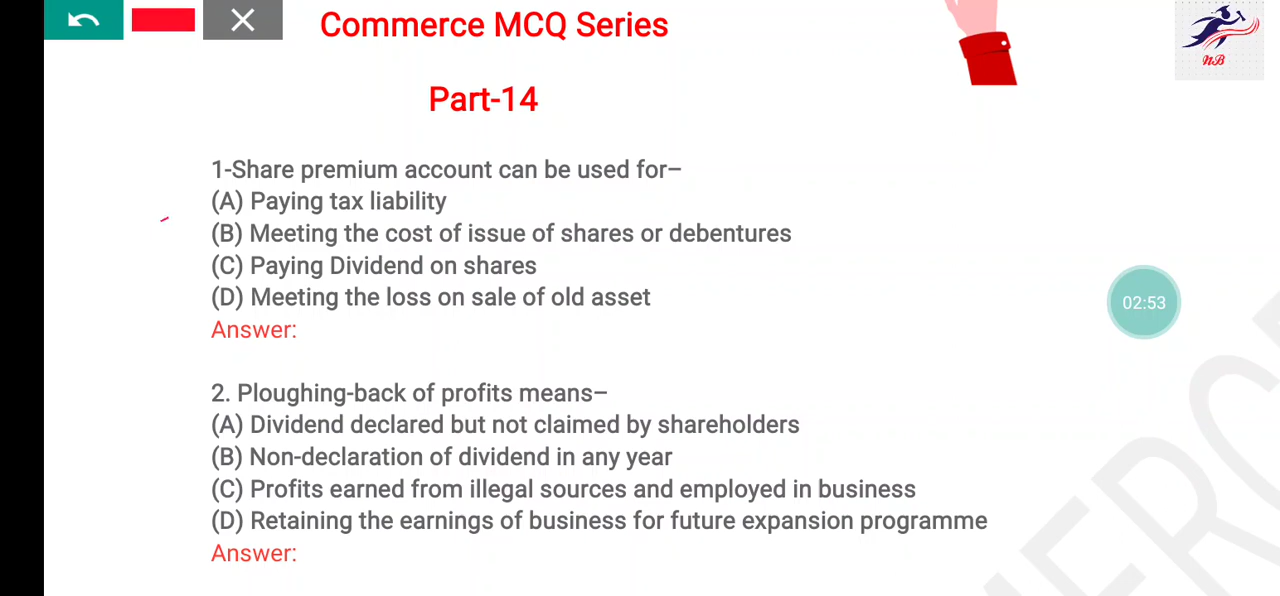 Commerce MCQ Series
NB
Part-14
1-Share premium account can be used for–
(A) Paying tax liability
(B) Meeting the cost of issue of shares or debentures
(C) Paying Dividend on shares
(D) Meeting the loss on sale of old asset
02:53
Answer:
2. Ploughing-back of profits means–
(A) Dividend declared but not claimed by shareholders
(B) Non-declaration of dividend in any year
(C) Profits earned from illegal sources and employed in business
(D) Retaining the earnings of business for future expansion programme
Answer: